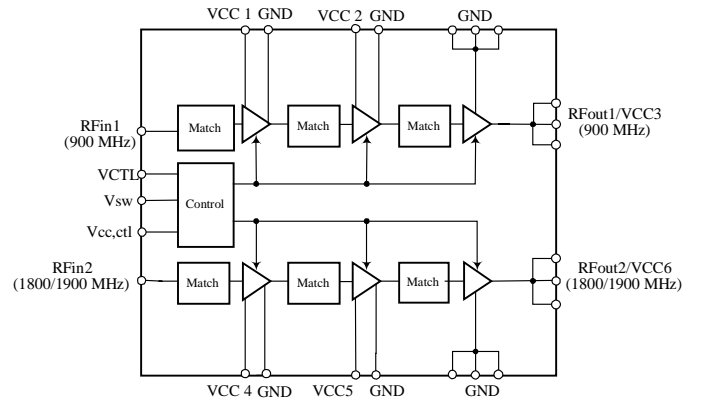 VCC 1 GND VCC 2 GND GND
RFin1
(900 MHz)
Match
Match
Match
RFout1/VCC3
(900 MHz)
VCTL
Vsw
Vcc,ctl
Control
RFin2
(1800/1900 MHz)
Match
Match
Match
RFout2/VCC6
(1800/1900 MHz)
VCC 4 GND VCC5 GND GND